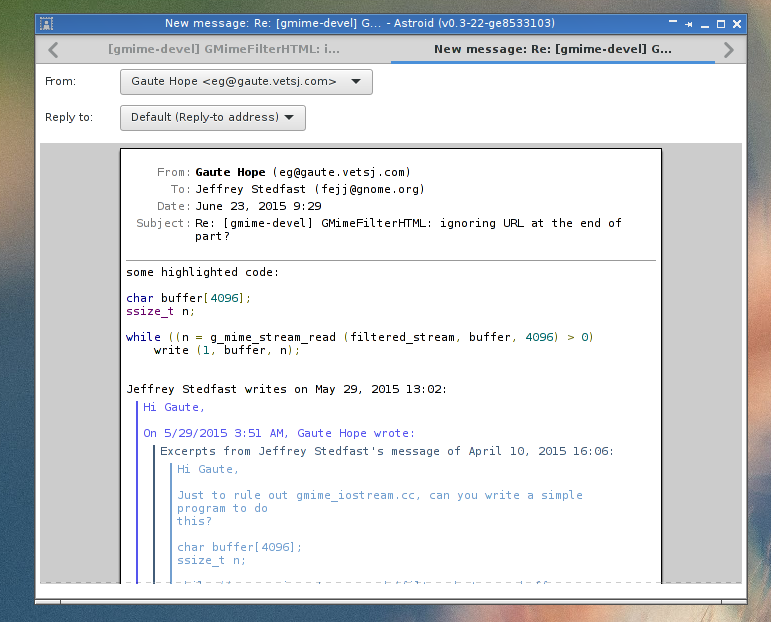 New message: Re: [gmime-devel] G... - Astroid (v0.3-22-ge8533103)
[gmime-devel] GMimeFilterHTML: i...
New message: Re: [gmime-devel] G...
From: Gaute Hope <eg@gaute.vetsj.com>
Reply to: Default (Reply-to address)
From: Gaute Hope (eg@gaute.vetsj.com)
To: Jeffrey Stedfast (fejj@gnome.org)
Date: June 23, 2015 9:29
Subject: Re: [gmime-devel] GMimeFilterHTML: ignoring URL at the end of
part?
some highlighted code:
char buffer[4096];
ssize_t n;
while ((n = g_mime_stream_read (filtered_stream, buffer, 4096) > 0)
write (1, buffer, n);
Jeffrey Stedfast writes on May 29, 2015 13:02:
Hi Gaute,
On 5/29/2015 3:51 AM, Gaute Hope wrote:
Excerpts from Jeffrey Stedfast's message of April 10, 2015 16:06:
Hi Gaute,
Just to rule out gmime_iostream.cc, can you write a simple
program to do
this?
char buffer[4096];
ssize_t n;